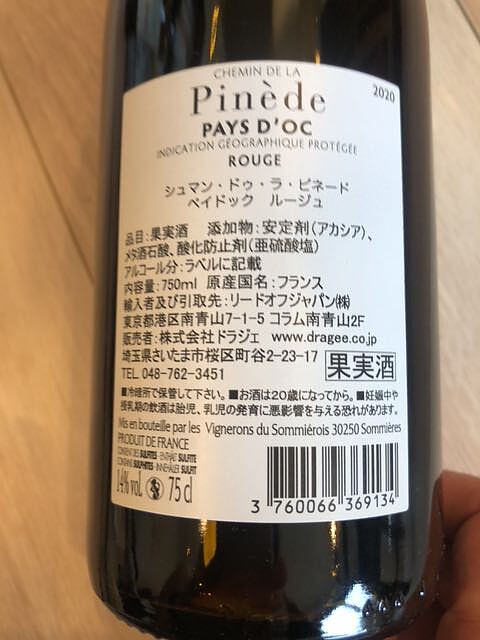 CHEMIN DE LA
Pinède
2020
PAYS D'OC
INDICATION GÉOGRAPHIQUE PROTÉGÉE
ROUGE
シュマン・ドゥ・ラ・ピネード
ペイドック ルージュ
品目:果実酒 添加物:安定剤(アカシア)、
メタ酒石酸、酸化防止剤(亜硫酸塩)
アルコール分:ラベルに記載
内容量:750ml 原産国名:フランス
輸入者及び引取先:リードオフジャパン㈱
東京都港区南青山7-1-5 コラム南青山2F
販売者:株式会社ドラジェ www.dragee.co.jp
埼玉県さいたま市桜区町谷2-23-17
TEL 048-762-3451
果実酒
■冷暗所で保管して下さい。■お酒は20歳になってから。■妊娠中や
授乳期の飲酒は胎児、乳児の発育に悪影響を与える恐れがあります。
Mis en bouteille par les Vignerons du Sommiérois 30250 Sommières
PRODUIT DE FRANCE
CONTIENT DES SULFITES - ENTHÄLT SULFITE
CONTAINS SULPHITES - INNEHÅLLER SULFIT
14% vol. 75 cl
3 760066 369134